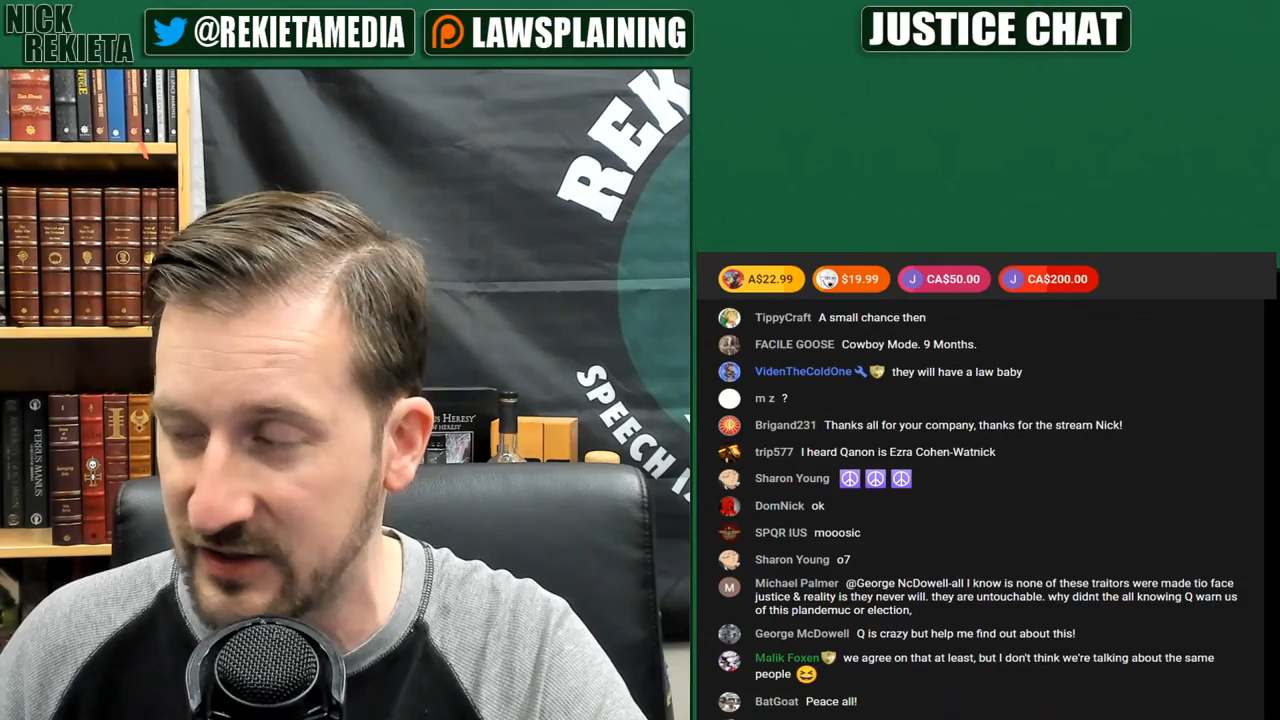 NICK
REKIETA
@REKIETAMEDIA
LAWSPLAINING
JUSTICE CHAT
REK
SPEECH
HERESY
FERRUS MANUS
A$22.99
$19.99
J CA$50.00
J CA$200.00
TippyCraft A small chance then
FACILE GOOSE Cowboy Mode. 9 Months.
VidenTheColdOne they will have a law baby
m z ?
Brigand231 Thanks all for your company, thanks for the stream Nick!
trip577 I heard Qanon is Ezra Cohen-Watnick
Sharon Young
DomNick ok
SPQR IUS mooosic
Sharon Young o7
M Michael Palmer @George NcDowell-all I know is none of these traitors were made tio face
justice & reality is they never will. they are untouchable. why didnt the all knowing Q warn us
of this plandemuc or election,
George McDowell Q is crazy but help me find out about this!
Malik Foxen we agree on that at least, but I don't think we're talking about the same
people
BatGoat Peace all!